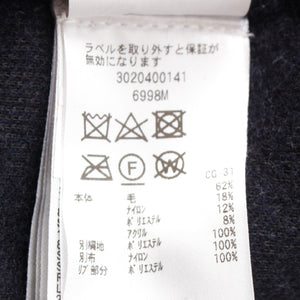 ラベルを取り外すと保証が
無効になります
3020400141
6998M
F
W
CC 31
本体 毛 62%
ナイロン 18%
ポリエステル 12%
アクリル 8%
別編地 ポリエステル 100%
別布 ナイロン 100%
リブ部分 ポリエステル 100%